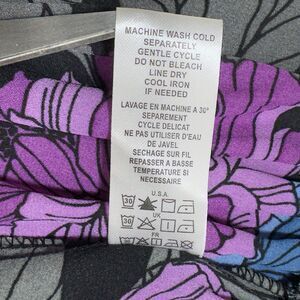 MACHINE WASH COLD
SEPARATELY
GENTLE CYCLE
DO NOT BLEACH
LINE DRY
COOL IRON
IF NEEDED
LAVAGE EN MACHINE A 30°
SEPAREMENT
CYCLE DELICAT
NE PAS UTILISER D'EAU
DE JAVEL
SECHAGE SUR FIL
REPASSER A BASSE
TEMPERATURE SI
NECESSAIRE
U.S.A.
30
UK
30
FR